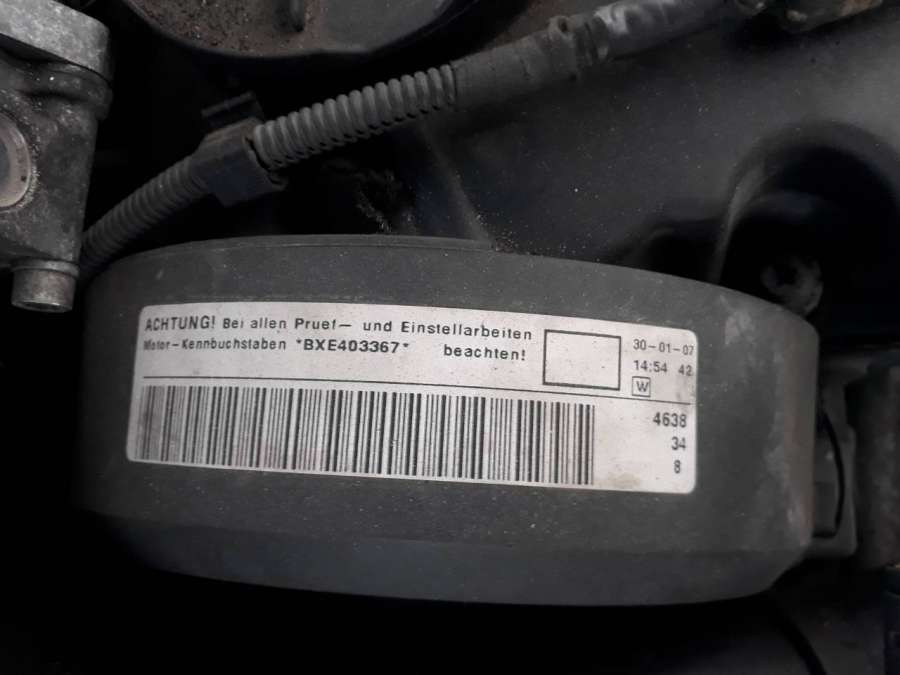 ACHTUNG! Bei allen Pruef- und Einstellarbeiten
Motor-Kennbuchstaben *BXE403367* beachten!
30-01-07
14:54 42
W
4638
34
8